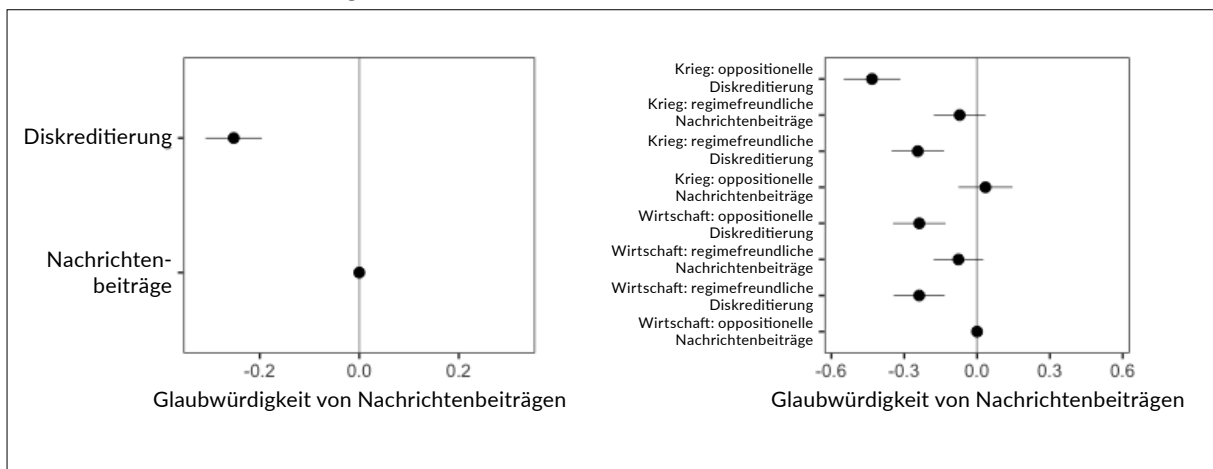 Diskreditierung
Nachrichten-
beiträge
-0.2
0.0
0.2
Glaubwürdigkeit von Nachrichtenbeiträgen
Krieg: oppositionelle
Diskreditierung
Krieg: regimefreundliche
Nachrichtenbeiträge
Krieg: regimefreundliche
Diskreditierung
Krieg: oppositionelle
Nachrichtenbeiträge
Wirtschaft: oppositionelle
Diskreditierung
Wirtschaft: regimefreundliche
Nachrichtenbeiträge
Wirtschaft: regimefreundliche
Diskreditierung
Wirtschaft: oppositionelle
Nachrichtenbeiträge
-0.6
-0.3
0.0
0.3
0.6
Glaubwürdigkeit von Nachrichtenbeiträgen